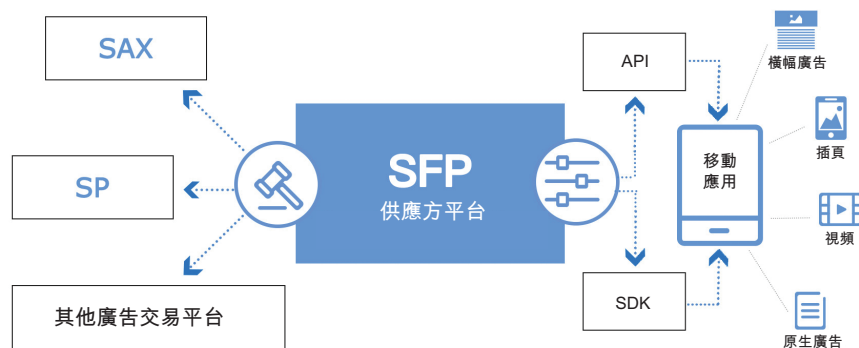 SAX
SP
其他廣告交易平台
SFP
供應方平台
API
SDK
移動
應用
橫幅廣告
插頁
視頻
原生廣告